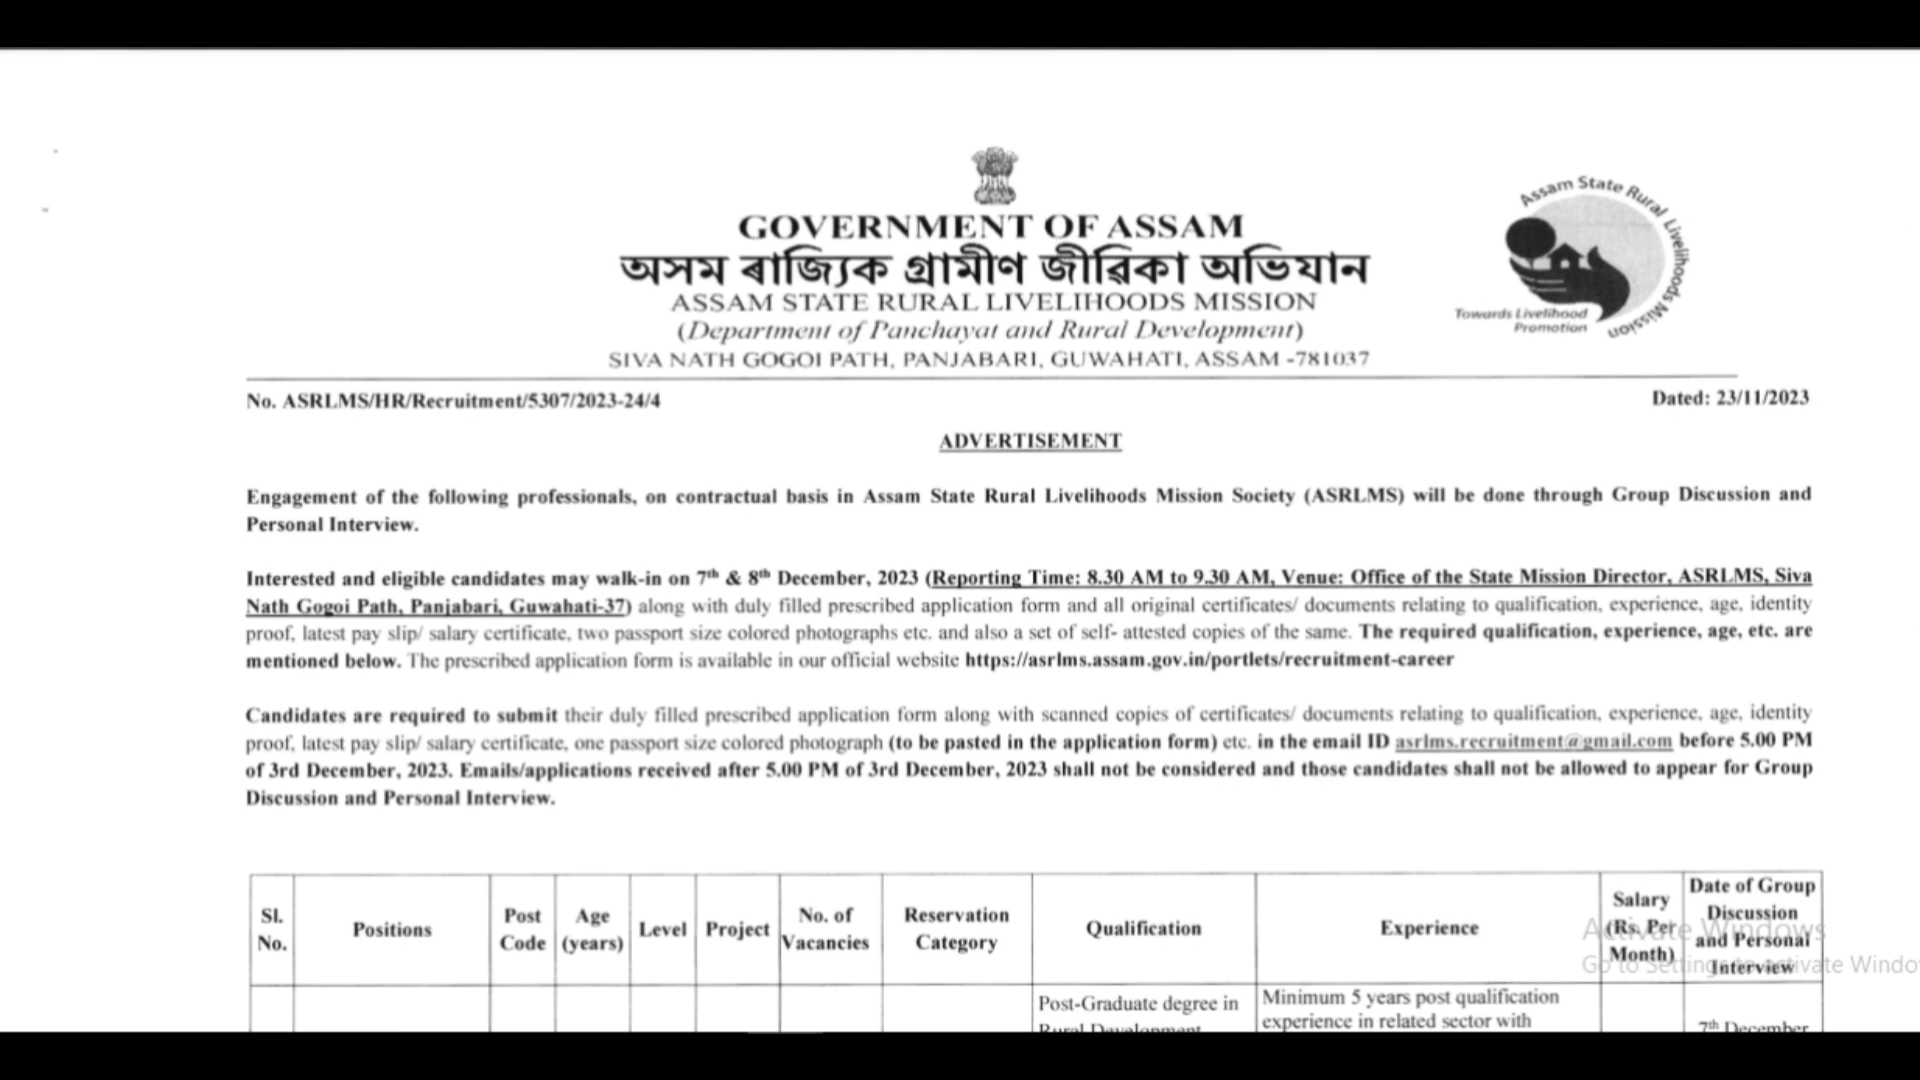 GOVERNMENT OF ASSAM
অসম ৰাজ্যিক গ্ৰামীণ জীৱিকা অভিযান
ASSAM STATE RURAL LIVELIHOODS MISSION
(Department of Panchayat and Rural Development)
SIVA NATH GOGOI PATH, PANJABARI, GUWAHATI, ASSAM -781037
Assam State Rural Livelihoods Mission
Towards Livelihood
Promotion
No. ASRLMS/HR/Recruitment/5307/2023-24/4
Dated: 23/11/2023
ADVERTISEMENT
Engagement of the following professionals, on contractual basis in Assam State Rural Livelihoods Mission Society (ASRLMS) will be done through Group Discussion and
Personal Interview.
Interested and eligible candidates may walk-in on 7th & 8th December, 2023 (Reporting Time: 8.30 AM to 9.30 AM, Venue: Office of the State Mission Director, ASRLMS, Siva
Nath Gogoi Path, Panjabari, Guwahati-37) along with duly filled prescribed application form and all original certificates/ documents relating to qualification, experience, age, identity
proof, latest pay slip/ salary certificate, two passport size colored photographs etc. and also a set of self- attested copies of the same. The required qualification, experience, age, etc. are
mentioned below. The prescribed application form is available in our official website https://asrlms.assam.gov.in/portlets/recruitment-career
Candidates are required to submit their duly filled prescribed application form along with scanned copies of certificates/ documents relating to qualification, experience, age, identity
proof, latest pay slip/ salary certificate, one passport size colored photograph (to be pasted in the application form) etc. in the email ID asrlms.recruitment@gmail.com before 5.00 PM
of 3rd December, 2023. Emails/applications received after 5.00 PM of 3rd December, 2023 shall not be considered and those candidates shall not be allowed to appear for Group
Discussion and Personal Interview.
Sl. No.
Positions
Post Code
Age (years)
Level
Project
No. of Vacancies
Reservation Category
Qualification
Experience
Salary (Rs. Per Month)
Date of Group Discussion and Personal Interview
Post-Graduate degree in
Rural Development
Minimum 5 years post qualification
experience in related sector with
7th December
Activate Windows
Go to Settings to activate Windo